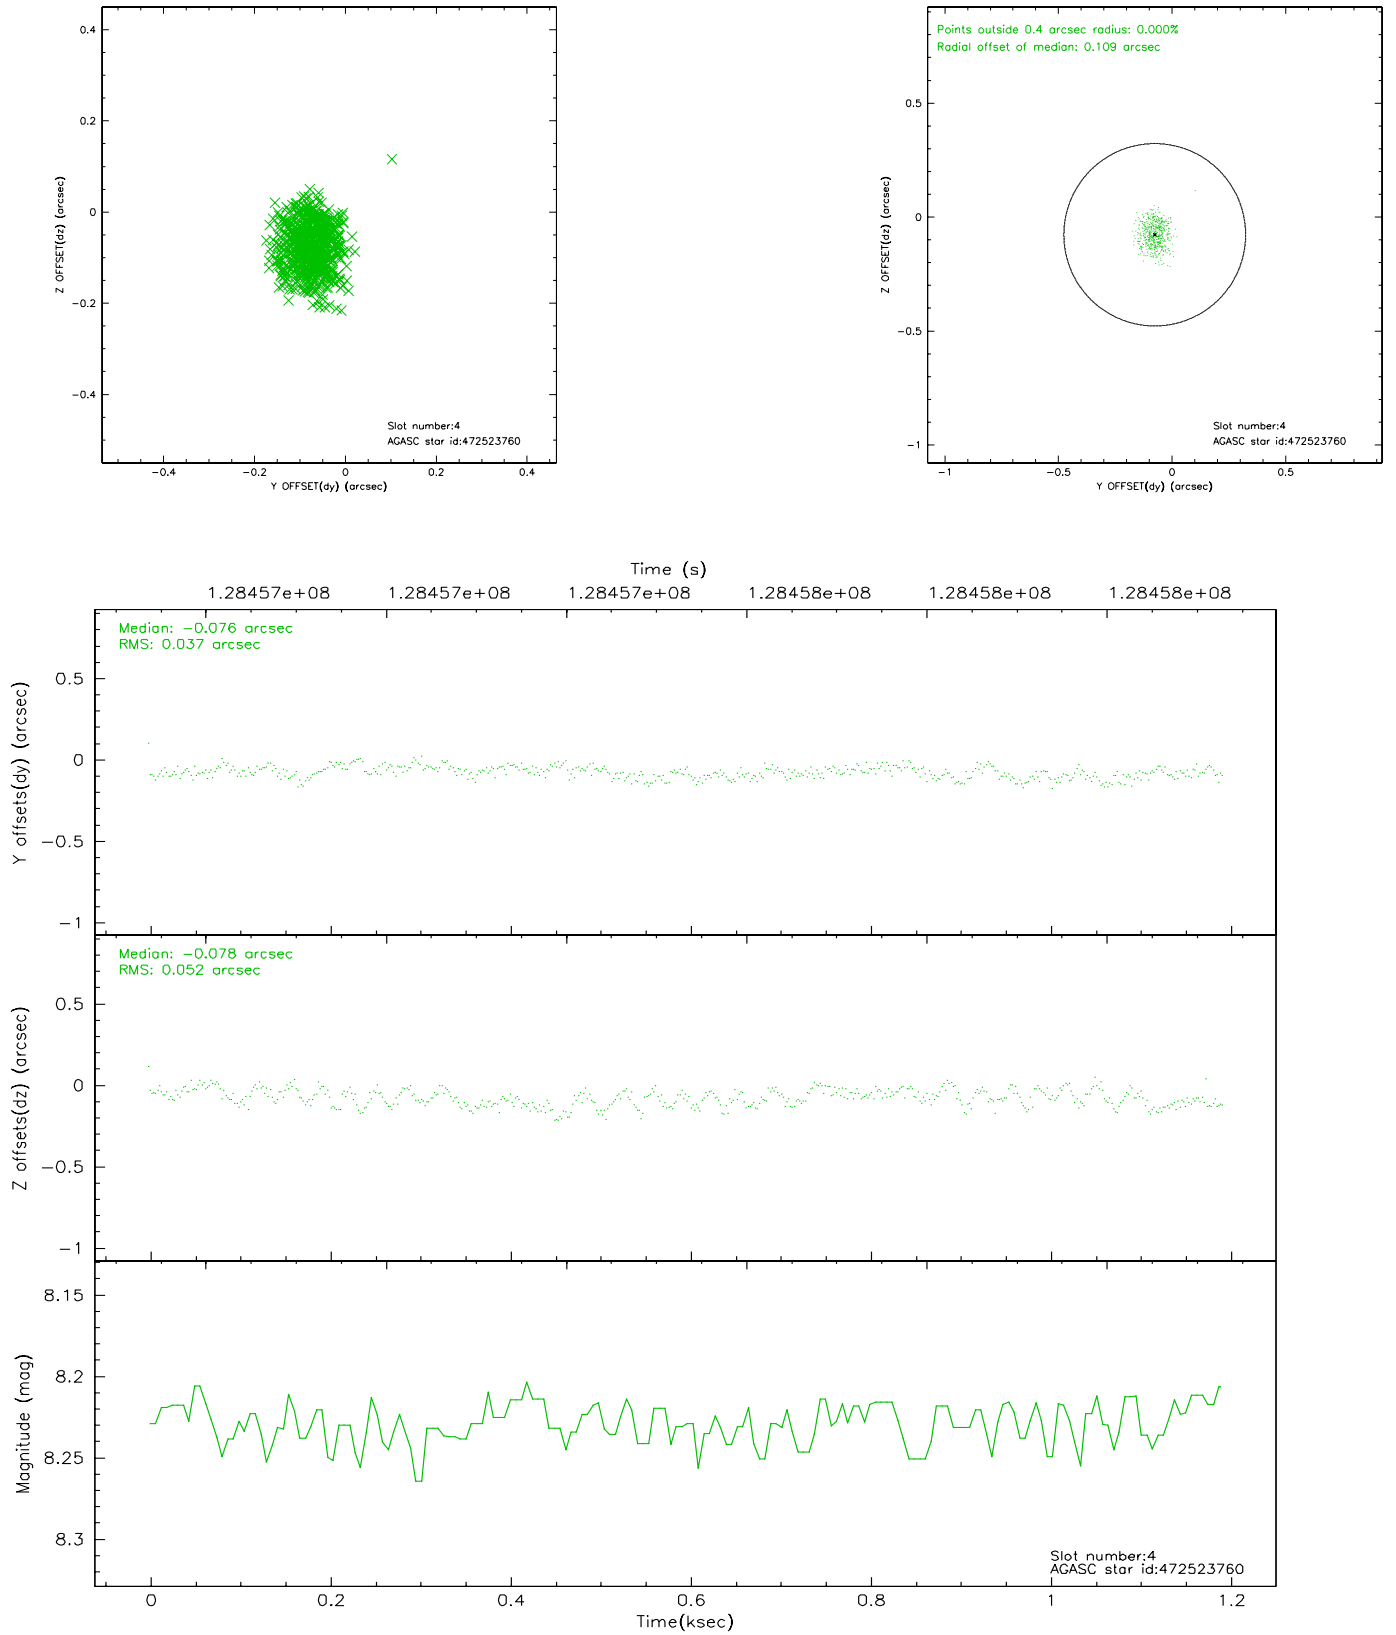 0.4
0.2
0
−0.2
−0.4
Z OFFSET(dz) (arcsec)
Slot number:4
AGASC star id:472523760
−0.4 −0.2 0 0.2 0.4
Y OFFSET(dy) (arcsec)
Points outside 0.4 arcsec radius: 0.000%
Radial offset of median: 0.109 arcsec
0.5
0
−0.5
−1
Z OFFSET(dz) (arcsec)
Slot number:4
AGASC star id:472523760
−1 −0.5 0 0.5
Y OFFSET(dy) (arcsec)
Time (s)
1.28457e+08 1.28457e+08 1.28457e+08 1.28458e+08 1.28458e+08 1.28458e+08
Median: −0.076 arcsec
RMS: 0.037 arcsec
0.5
0
−0.5
−1
Y offsets(dy) (arcsec)
Median: −0.078 arcsec
RMS: 0.052 arcsec
0.5
0
−0.5
−1
Z offsets(dz) (arcsec)
8.15
8.2
8.25
8.3
Magnitude (mag)
Slot number:4
AGASC star id:472523760
0 0.2 0.4 0.6 0.8 1 1.2
Time(ksec)